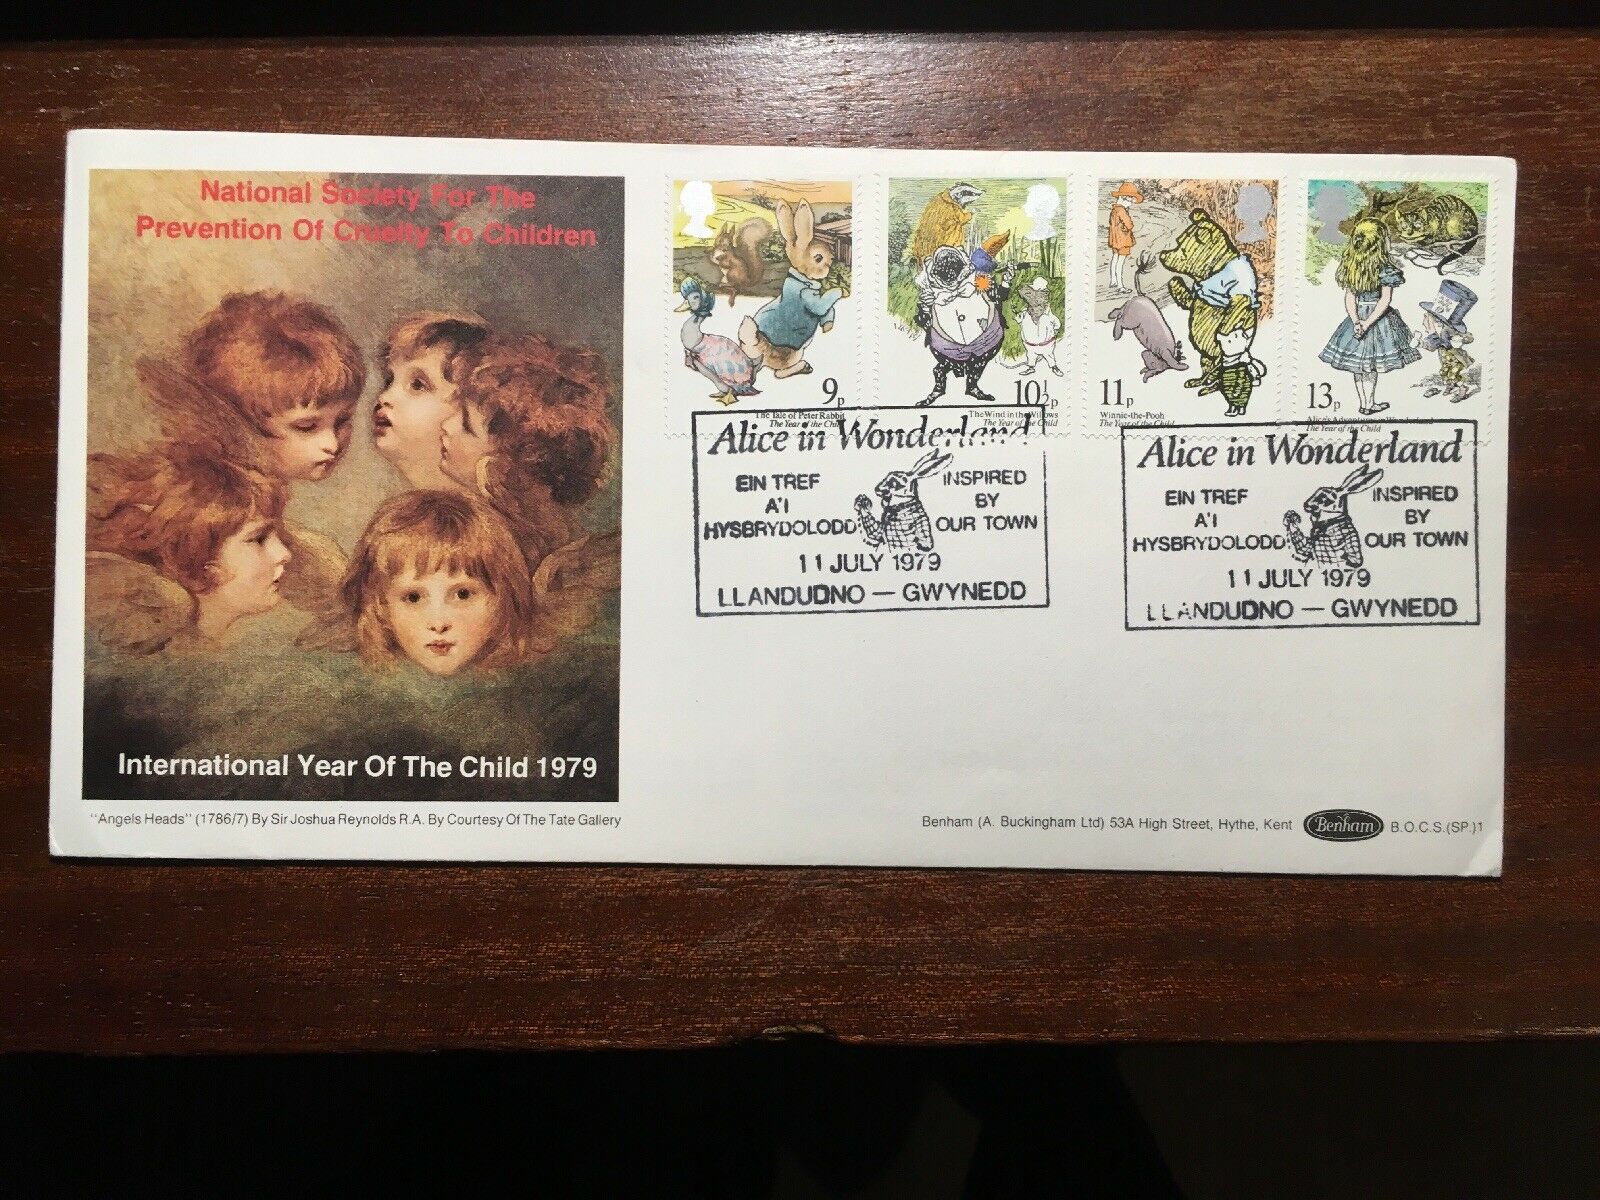 National Society For The
Prevention Of Cruelty To Children
International Year Of The Child 1979
"Angels Heads" (1786/7) By Sir Joshua Reynolds R.A. By Courtesy Of The Tate Gallery
9p
The Tale of Peter Rabbit
The Year of the Child
10½p
The Wind in the Willows
The Year of the Child
11p
Winnie-the-Pooh
The Year of the Child
13p
Alice's Adventures in Wonderland
The Year of the Child
Alice in Wonderland
EIN TREF
A'I
HYSBRYDOLODD
INSPIRED
BY
OUR TOWN
11 JULY 1979
LLANDUDNO — GWYNEDD
Alice in Wonderland
EIN TREF
A'I
HYSBRYDOLODD
INSPIRED
BY
OUR TOWN
11 JULY 1979
LLANDUDNO — GWYNEDD
Benham (A. Buckingham Ltd) 53A High Street, Hythe, Kent
Benham
B.O.C.S.(SP.)1